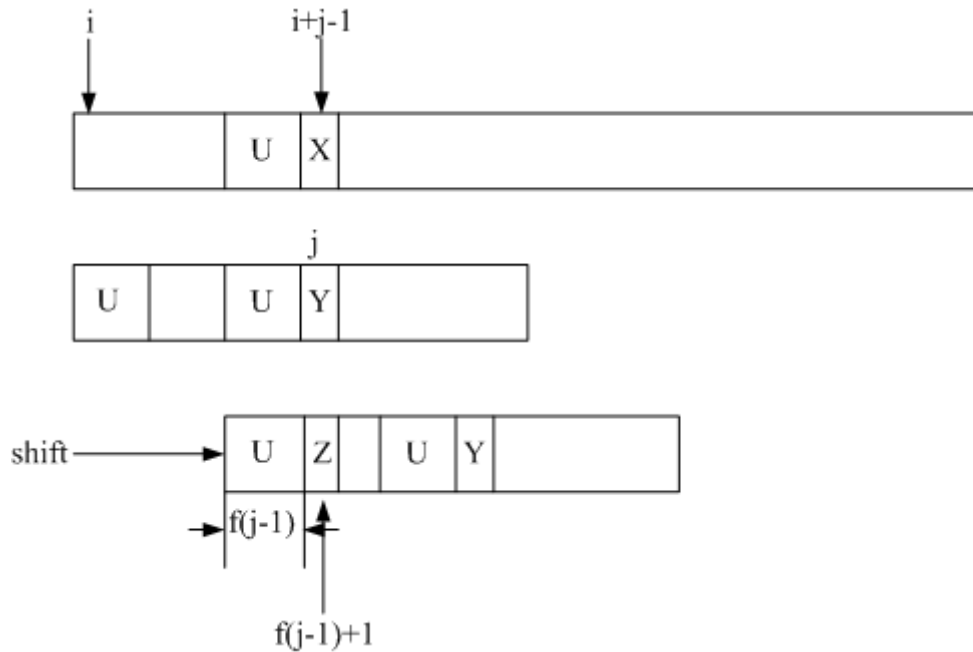 i i+j-1
U X
j
U U Y
shift U Z U Y
f(j-1)
f(j-1)+1